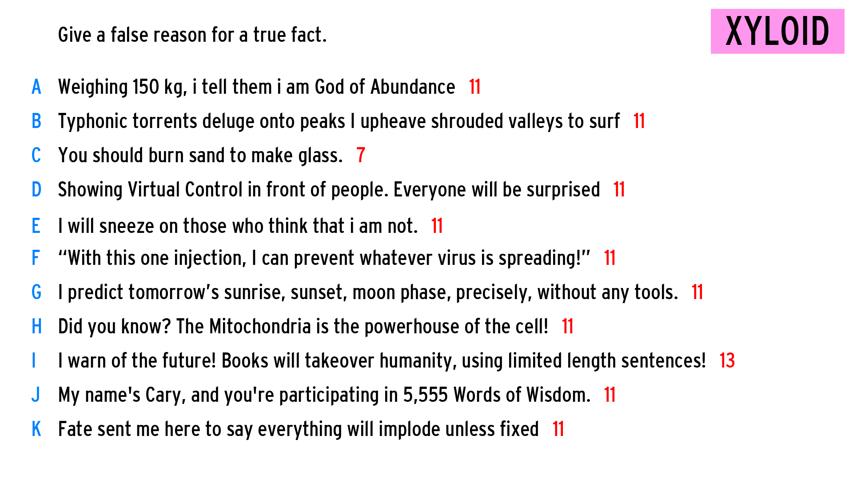 XYLOID
Give a false reason for a true fact.
A Weighing 150 kg, i tell them i am God of Abundance 11
B Typhonic torrents deluge onto peaks I upheave shrouded valleys to surf 11
C You should burn sand to make glass. 7
D Showing Virtual Control in front of people. Everyone will be surprised 11
E I will sneeze on those who think that i am not. 11
F “With this one injection, I can prevent whatever virus is spreading!” 11
G I predict tomorrow’s sunrise, sunset, moon phase, precisely, without any tools. 11
H Did you know? The Mitochondria is the powerhouse of the cell! 11
I I warn of the future! Books will takeover humanity, using limited length sentences! 13
J My name's Cary, and you're participating in 5,555 Words of Wisdom. 11
K Fate sent me here to say everything will implode unless fixed 11